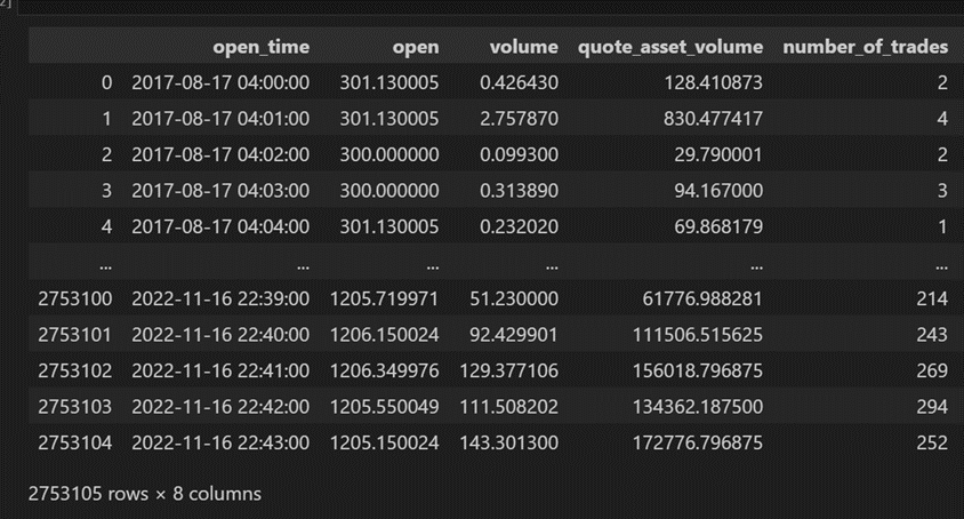 2]
open_time open volume quote_asset_volume number_of_trades
0 2017-08-17 04:00:00 301.130005 0.426430 128.410873 2
1 2017-08-17 04:01:00 301.130005 2.757870 830.477417 4
2 2017-08-17 04:02:00 300.000000 0.099300 29.790001 2
3 2017-08-17 04:03:00 300.000000 0.313890 94.167000 3
4 2017-08-17 04:04:00 301.130005 0.232020 69.868179 1
... ... ... ... ... ...
2753100 2022-11-16 22:39:00 1205.719971 51.230000 61776.988281 214
2753101 2022-11-16 22:40:00 1206.150024 92.429901 111506.515625 243
2753102 2022-11-16 22:41:00 1206.349976 129.377106 156018.796875 269
2753103 2022-11-16 22:42:00 1205.550049 111.508202 134362.187500 294
2753104 2022-11-16 22:43:00 1205.150024 143.301300 172776.796875 252
2753105 rows × 8 columns